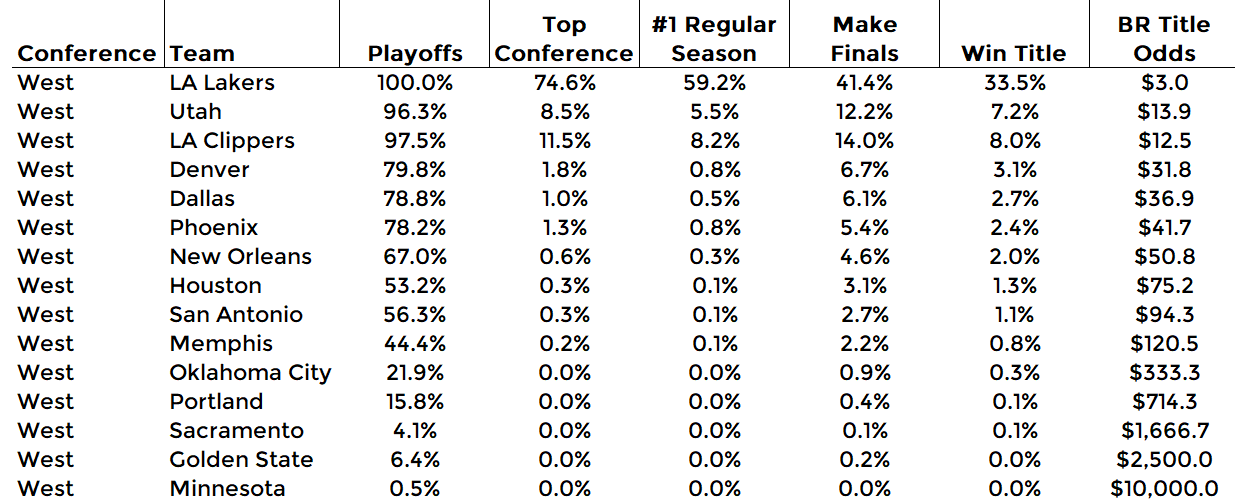 Top #1 Regular Make BR Title
Conference Team Playoffs Conference Season Finals Win Title Odds
West LA Lakers 100.0% 74.6% 59.2% 41.4% 33.5% $3.0
West Utah 96.3% 8.5% 5.5% 12.2% 7.2% $13.9
West LA Clippers 97.5% 11.5% 8.2% 14.0% 8.0% $12.5
West Denver 79.8% 1.8% 0.8% 6.7% 3.1% $31.8
West Dallas 78.8% 1.0% 0.5% 6.1% 2.7% $36.9
West Phoenix 78.2% 1.3% 0.8% 5.4% 2.4% $41.7
West New Orleans 67.0% 0.6% 0.3% 4.6% 2.0% $50.8
West Houston 53.2% 0.3% 0.1% 3.1% 1.3% $75.2
West San Antonio 56.3% 0.3% 0.1% 2.7% 1.1% $94.3
West Memphis 44.4% 0.2% 0.1% 2.2% 0.8% $120.5
West Oklahoma City 21.9% 0.0% 0.0% 0.9% 0.3% $333.3
West Portland 15.8% 0.0% 0.0% 0.4% 0.1% $714.3
West Sacramento 4.1% 0.0% 0.0% 0.1% 0.1% $1,666.7
West Golden State 6.4% 0.0% 0.0% 0.2% 0.0% $2,500.0
West Minnesota 0.5% 0.0% 0.0% 0.0% 0.0% $10,000.0